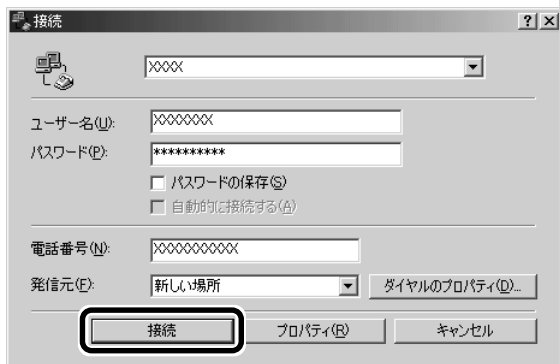 接続
XXXX
ユーザー名(U): XXXXXXX
パスワード(P): **********
パスワードの保存(S)
自動的に接続する(A)
電話番号(N): XXXXXXXXXX
発信元(F): 新しい場所 ダイヤルのプロパティ(D)...
接続 プロパティ(R) キャンセル